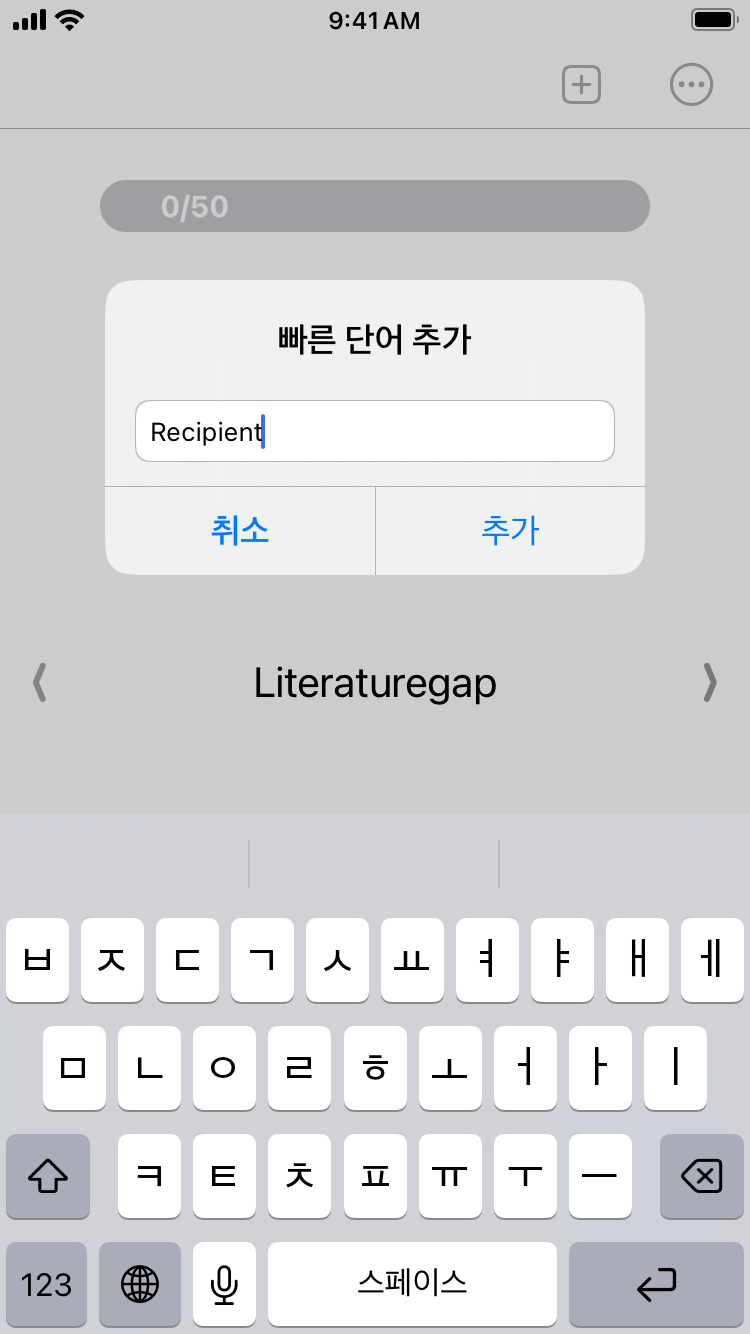 9:41 AM
0/50
빠른 단어 추가
Recipient
취소 추가
Literaturegap
ㅂ ㅈ ㄷ ㄱ ㅅ ㅛ ㅕ ㅑ ㅐ ㅔ
ㅁ ㄴ ㅇ ㄹ ㅎ ㅗ ㅓ ㅏ ㅣ
ㅋ ㅌ ㅊ ㅍ ㅠ ㅜ ㅡ
123 스페이스